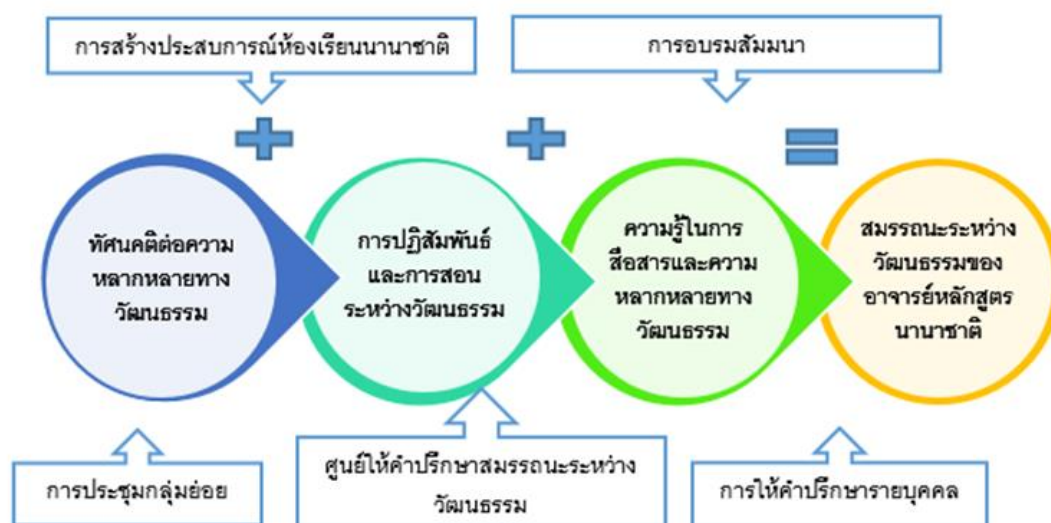 การสร้างประสบการณ์ห้องเรียนนานาชาติ
การอบรมสัมมนา
ทัศนคติต่อความ
หลากหลายทาง
วัฒนธรรม
การปฏิสัมพันธ์
และการสอน
ระหว่างวัฒนธรรม
ความรู้ในการ
สื่อสารและความ
หลากหลายทาง
วัฒนธรรม
สมรรถนะระหว่าง
วัฒนธรรมของ
อาจารย์หลักสูตร
นานาชาติ
การประชุมกลุ่มย่อย
ศูนย์ให้คำปรึกษาสมรรถนะระหว่าง
วัฒนธรรม
การให้คำปรึกษารายบุคคล